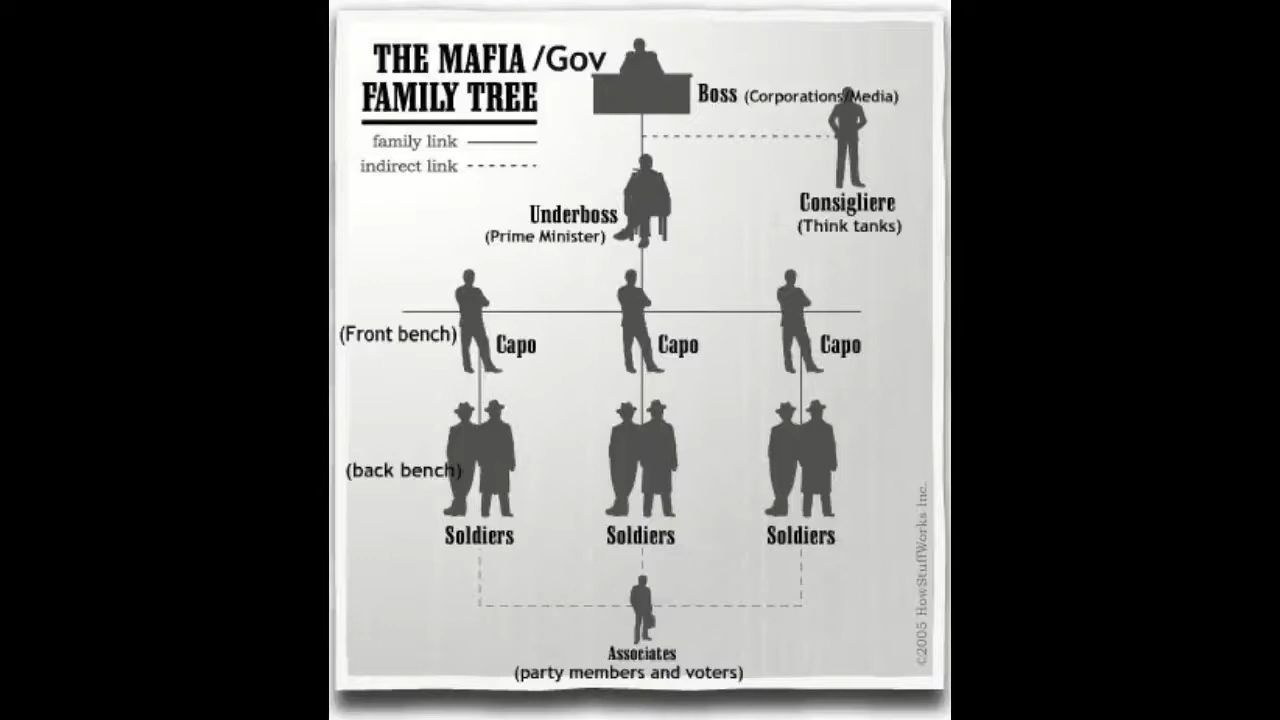 THE MAFIA /Gov
FAMILY TREE
family link
indirect link
Boss (Corporations/Media)
Consigliere
(Think tanks)
Underboss
(Prime Minister)
(Front bench)
Capo
Capo
Capo
(back bench)
Soldiers
Soldiers
Soldiers
Associates
(party members and voters)
©2005 HowStuffWorks Inc.